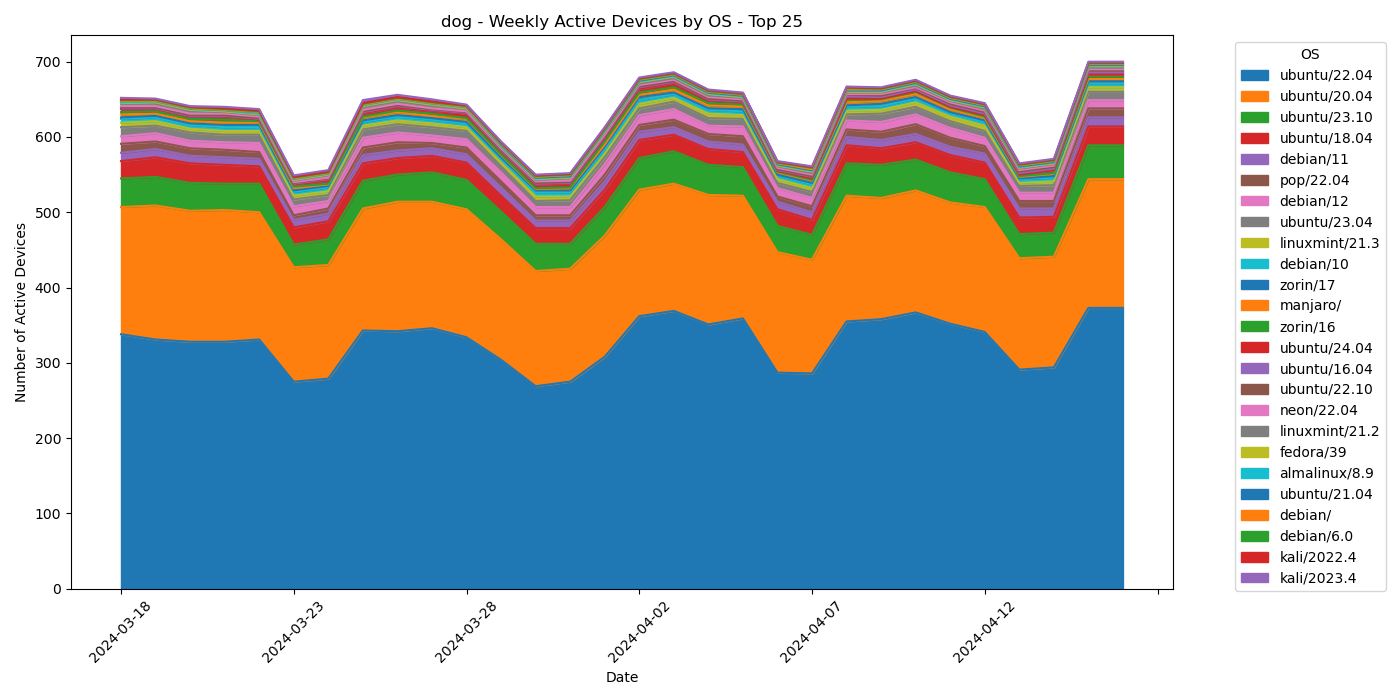 dog - Weekly Active Devices by OS - Top 25
Number of Active Devices
700
600
500
400
300
200
100
0
2024-03-18
2024-03-23
2024-03-28
2024-04-02
2024-04-07
2024-04-12
Date
OS
ubuntu/22.04
ubuntu/20.04
ubuntu/23.10
ubuntu/18.04
debian/11
pop/22.04
debian/12
ubuntu/23.04
linuxmint/21.3
debian/10
zorin/17
manjaro/
zorin/16
ubuntu/24.04
ubuntu/16.04
ubuntu/22.10
neon/22.04
linuxmint/21.2
fedora/39
almalinux/8.9
ubuntu/21.04
debian/
debian/6.0
kali/2022.4
kali/2023.4